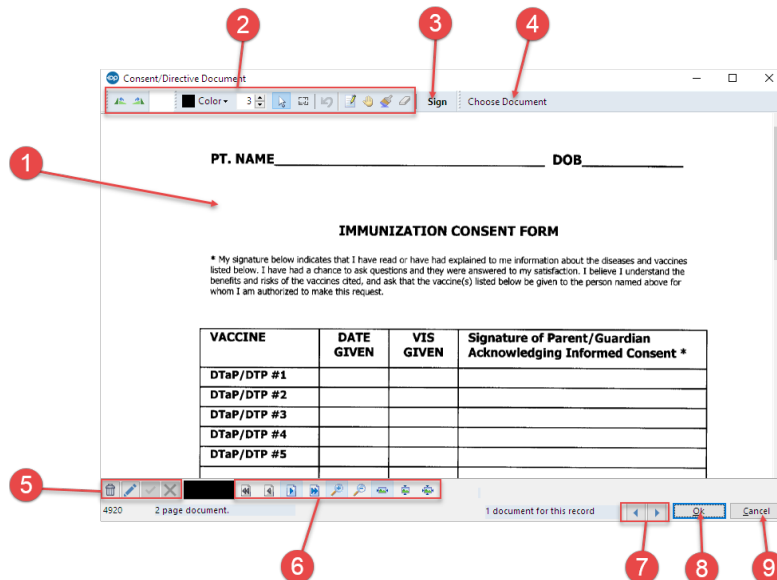 2
3
4
Consent/Directive Document
Color
3
Sign
Choose Document
1
PT. NAME DOB
IMMUNIZATION CONSENT FORM
* My signature below indicates that I have read or have had explained to me information about the diseases and vaccines
listed below. I have had a chance to ask questions and they were answered to my satisfaction. I believe I understand the
benefits and risks of the vaccines cited, and ask that the vaccine(s) listed below be given to the person named above for
whom I am authorized to make this request.
VACCINE
DATE
GIVEN
VIS
GIVEN
Signature of Parent/Guardian
Acknowledging Informed Consent *
DTaP/DTP #1
DTaP/DTP #2
DTaP/DTP #3
DTaP/DTP #4
DTaP/DTP #5
5
4920
2 page document.
1 document for this record
Ok
Cancel
6
7
8
9